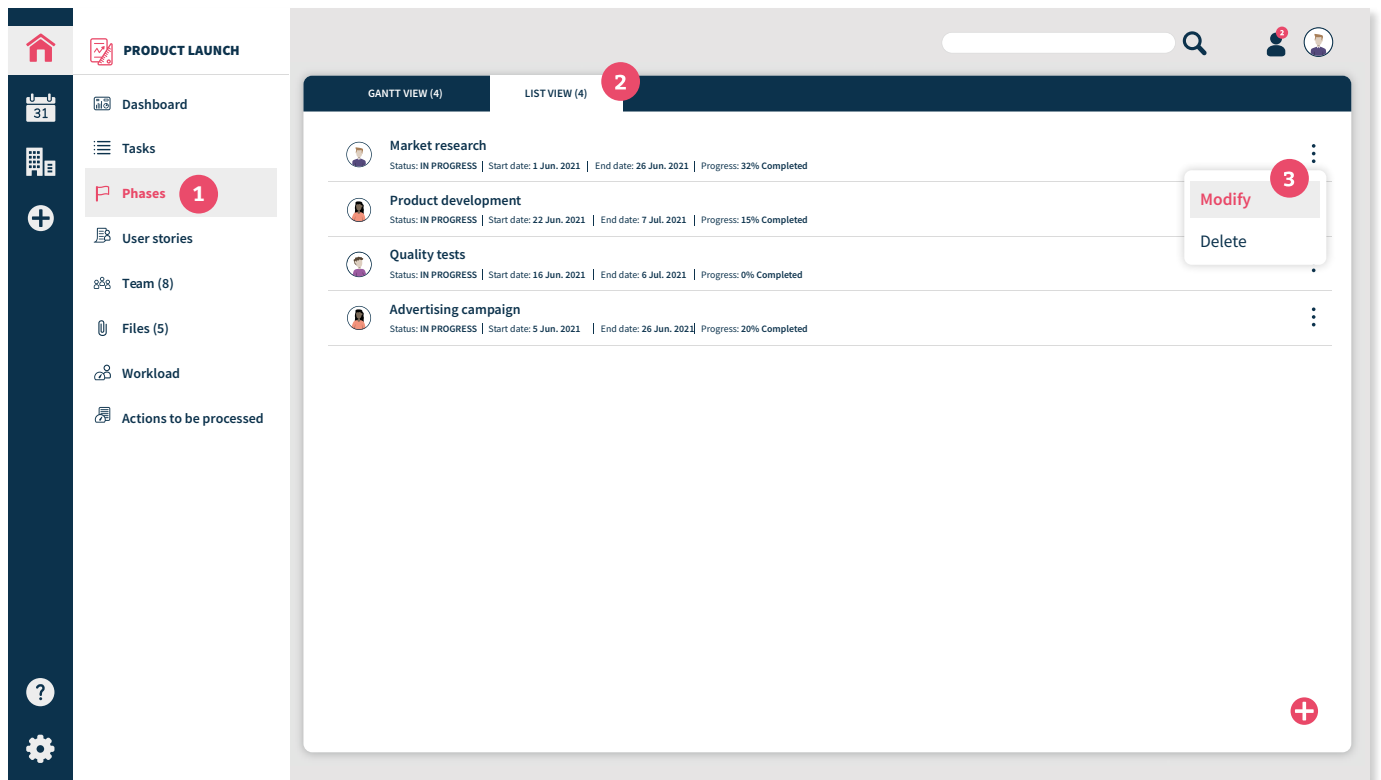 2
31
PRODUCT LAUNCH
Dashboard
Tasks
Phases 1
User stories
Team (8)
Files (5)
Workload
Actions to be processed
?
GANTT VIEW (4) LIST VIEW (4) 2
Market research
Status: IN PROGRESS | Start date: 1 Jun. 2021 | End date: 26 Jun. 2021 | Progress: 32% Completed
Product development
Status: IN PROGRESS | Start date: 22 Jun. 2021 | End date: 7 Jul. 2021 | Progress: 15% Completed
Quality tests
Status: IN PROGRESS | Start date: 16 Jun. 2021 | End date: 6 Jul. 2021 | Progress: 0% Completed
Advertising campaign
Status: IN PROGRESS | Start date: 5 Jun. 2021 | End date: 26 Jun. 2021 | Progress: 20% Completed
3
Modify
Delete